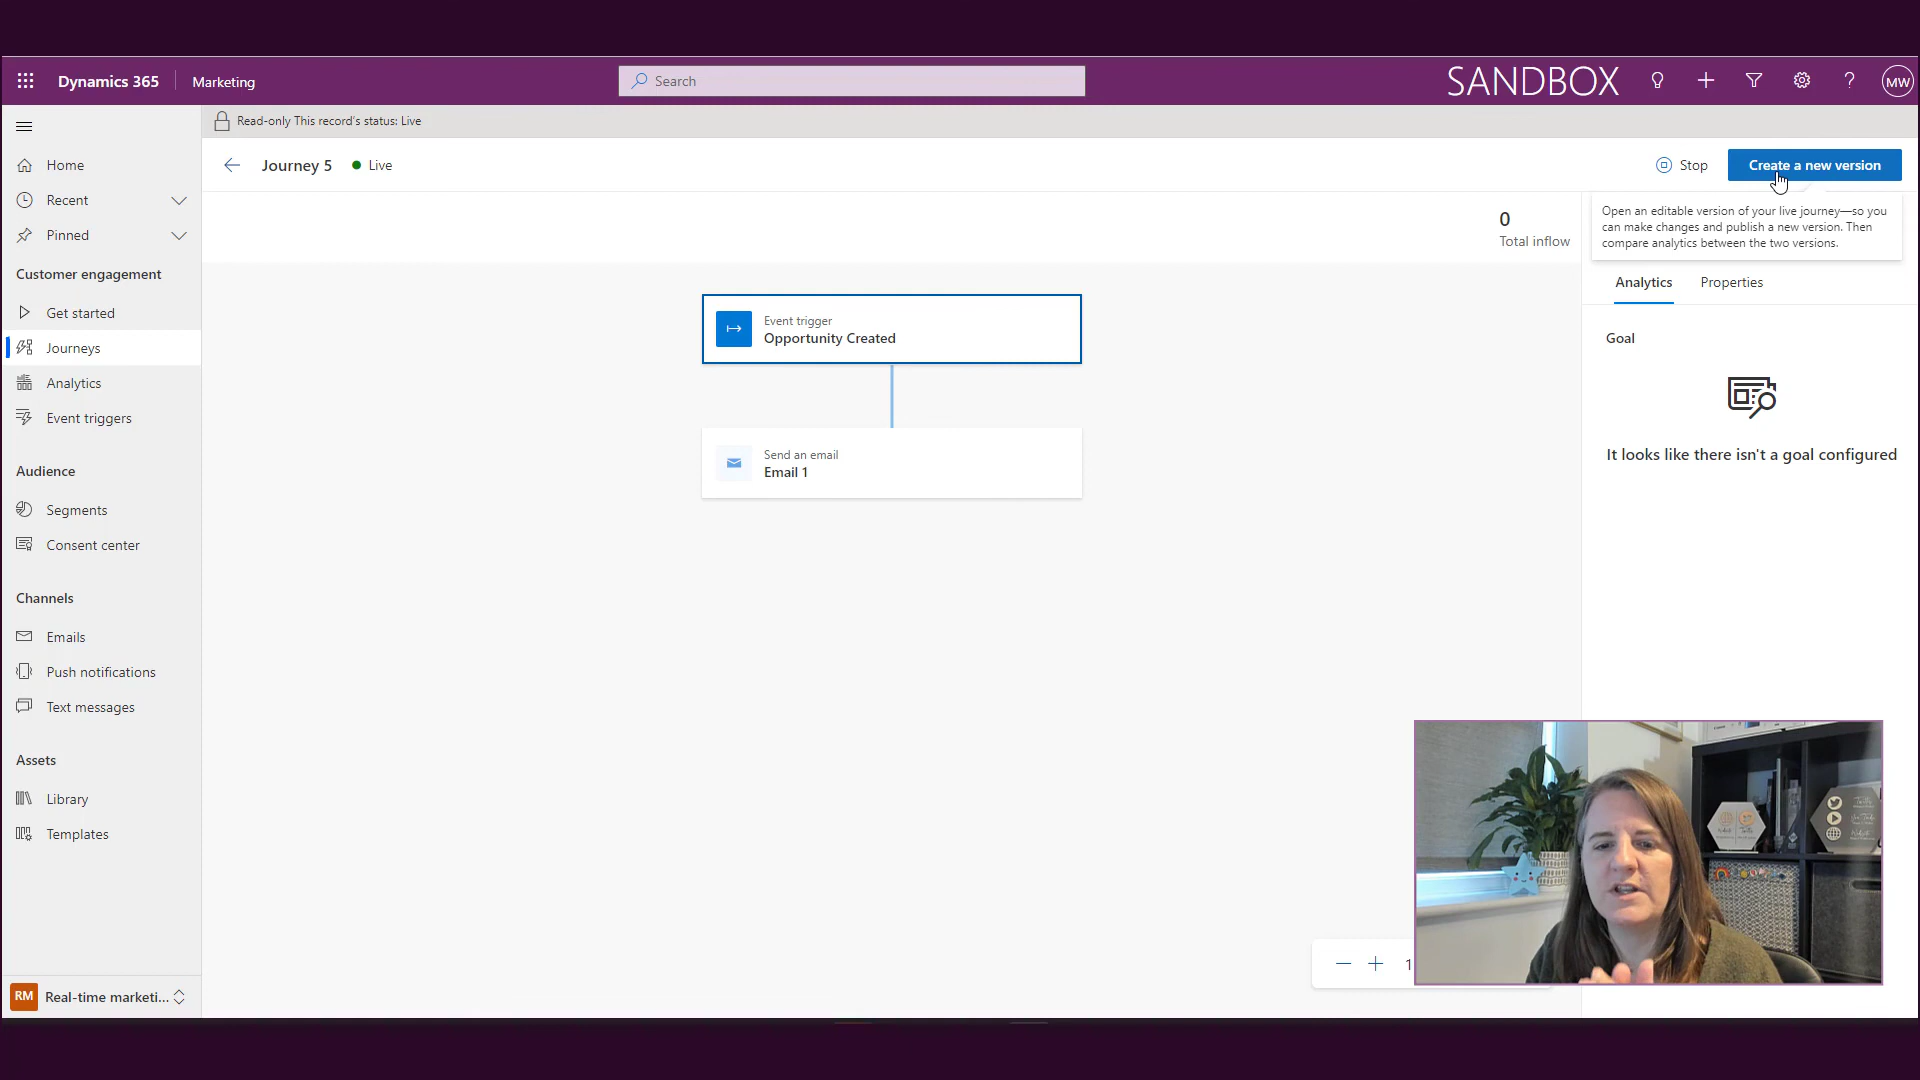 Dynamics 365
Marketing
Search
SANDBOX
MW
Read-only This record's status: Live
Journey 5
Live
Stop
Create a new version
Open an editable version of your live journey—so you
can make changes and publish a new version. Then
compare analytics between the two versions.
0
Total inflow
Home
Recent
Pinned
Customer engagement
Get started
Journeys
Analytics
Event triggers
Audience
Segments
Consent center
Channels
Emails
Push notifications
Text messages
Assets
Library
Templates
RM
Real-time marketi...
Event trigger
Opportunity Created
Send an email
Email 1
Analytics
Properties
Goal
It looks like there isn't a goal configured
1